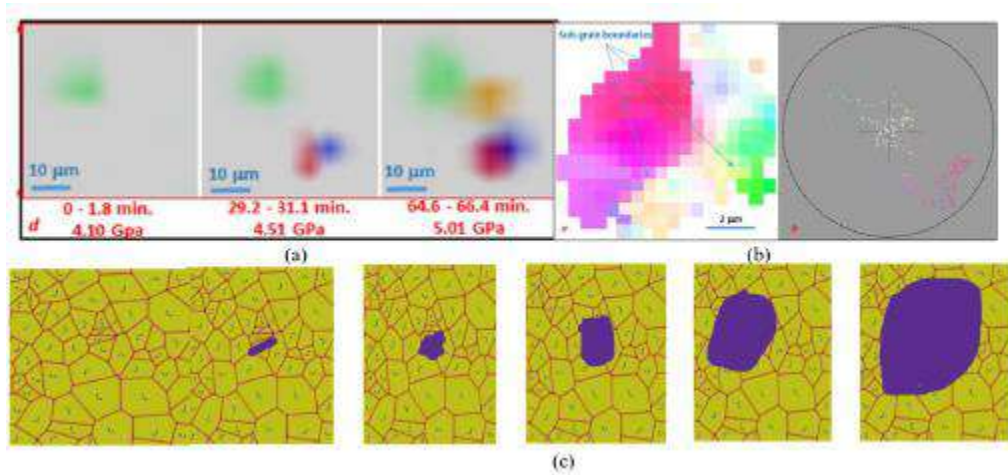 10 μm
10 μm
10 μm
0 - 1.8 min.
29.2 - 31.1 min.
64.6 - 66.4 min.
d
4.10 Gpa
4.51 GPa
5.01 GPa
Sub-grain boundaries
2 μm
(a)
(b)
(c)